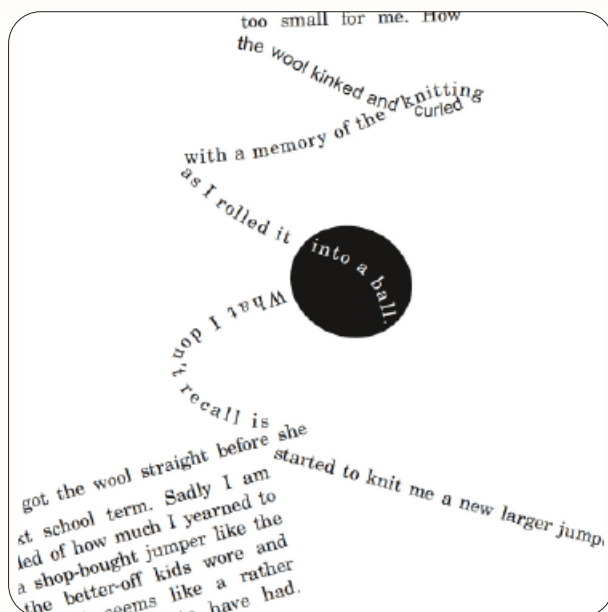 too small for me. How
the wool kinked and curled
with a memory of the knitting
as I rolled it into a ball.
What I don't
recall is
got the wool straight before she
started to knit me a new larger
school term. Sadly I am
of how much I yearned to
a shop-bought jumper like the
the better-off kids wore and
like a rather
have had.